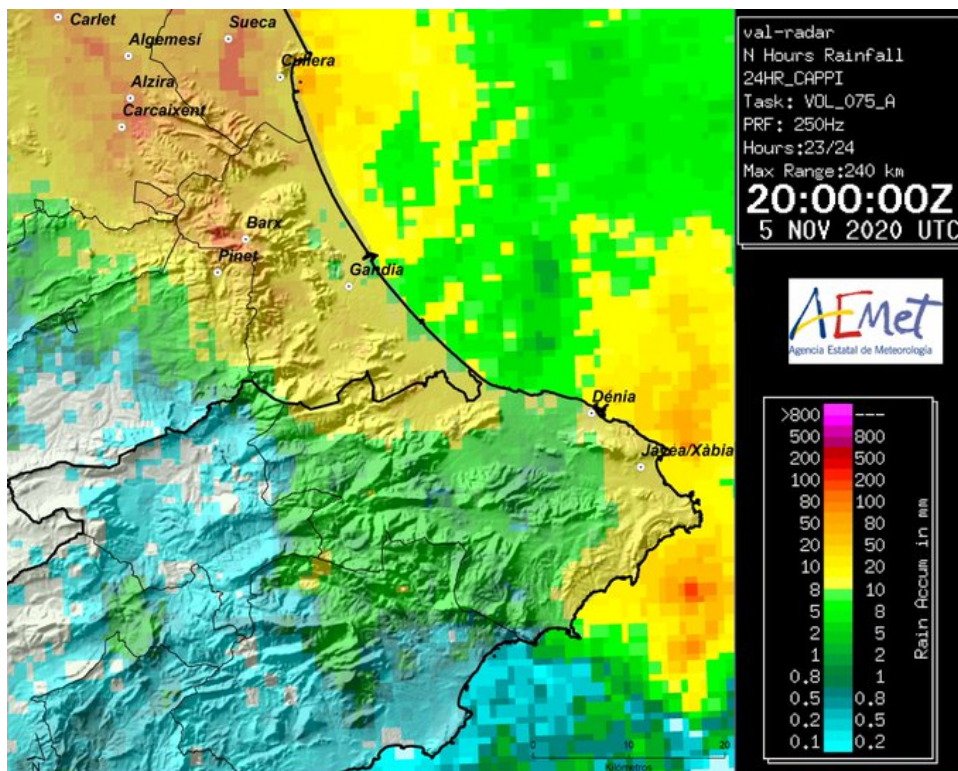 Carlet
Sueca
Algemesí
Cullera
Alzira
Carcaixent
Barx
Pinet
Gandia
Dénia
Javea/Xàbia
0 10 20
Kilómetros
val-radar
N Hours Rainfall
24HR_CAPPI
Task: VOL_075_A
PRF: 250Hz
Hours:23/24
Max Range:240 km
20:00:00Z
5 NOV 2020 UTC
AEMet
Agencia Estatal de Meteorología
>800 ---
500 800
200 500
100 200
80 100
50 80
20 50
10 20
8 10
5 8
2 5
1 2
0.8 1
0.5 0.8
0.2 0.5
0.1 0.2
Rain Accum in mm